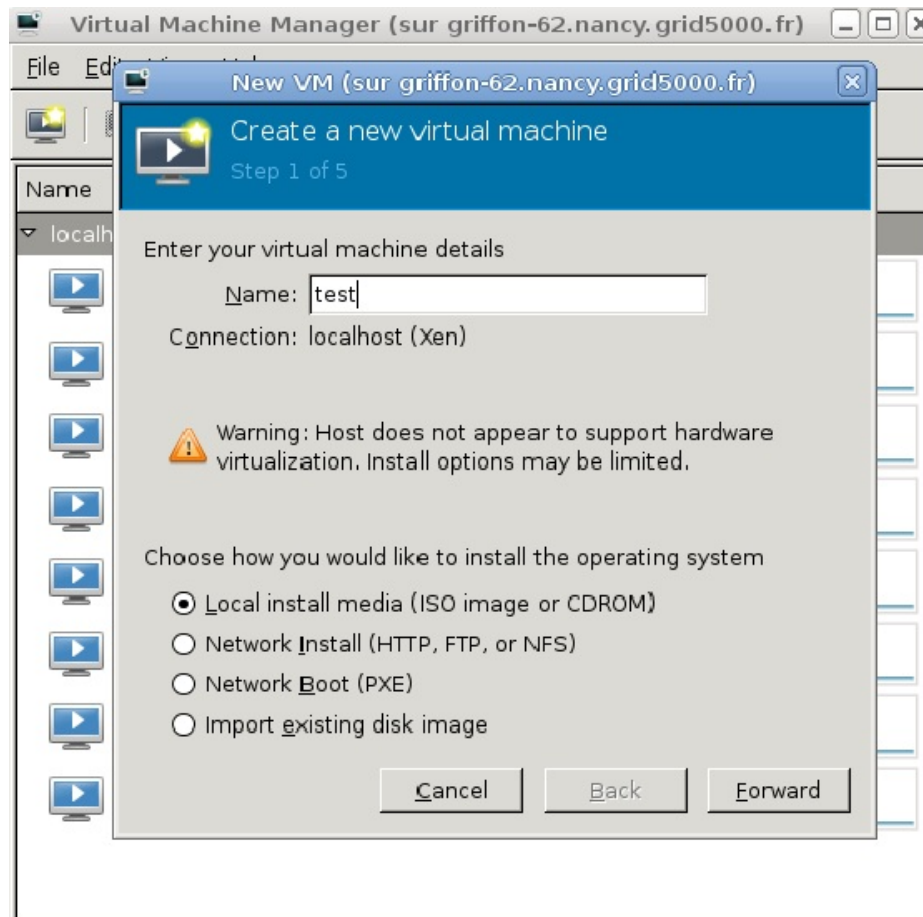 Virtual Machine Manager (sur griffon-62.nancy.grid5000.fr)
File
New VM (sur griffon-62.nancy.grid5000.fr)
Create a new virtual machine
Step 1 of 5
Name
Enter your virtual machine details
Name: test
Connection: localhost (Xen)
Warning: Host does not appear to support hardware
virtualization. Install options may be limited.
Choose how you would like to install the operating system
Local install media (ISO image or CDROM)
Network Install (HTTP, FTP, or NFS)
Network Boot (PXE)
Import existing disk image
Cancel Back Forward